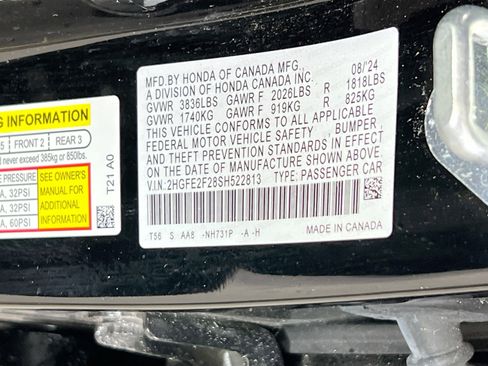 G INFORMATION
5 FRONT 2 REAR 3
never exceed 385kg or 850lbs.
PRESSURE
A, 32PSI
A, 32PSI
A, 60PSI
SEE OWNER'S
MANUAL FOR
ADDITIONAL
INFORMATION
T21 A0
MFD.BY HONDA OF CANADA MFG., 08/24
A DIVISION OF HONDA CANADA INC.
GVWR 3836LBS GAWR F 2026LBS R 1818LBS
GVWR 1740KG GAWR F 919KG R 825KG
THIS VEHICLE CONFORMS TO ALL APPLICABLE
FEDERAL MOTOR VEHICLE SAFETY, BUMPER,
AND THEFT PREVENTION STANDARDS IN EFFECT
ON THE DATE OF MANUFACTURE SHOWN ABOVE.
V.I.N:2HGFE2F28SH522813 TYPE: PASSENGER CAR
T56 S AA8 -NH731P -A -H
MADE IN CANADA